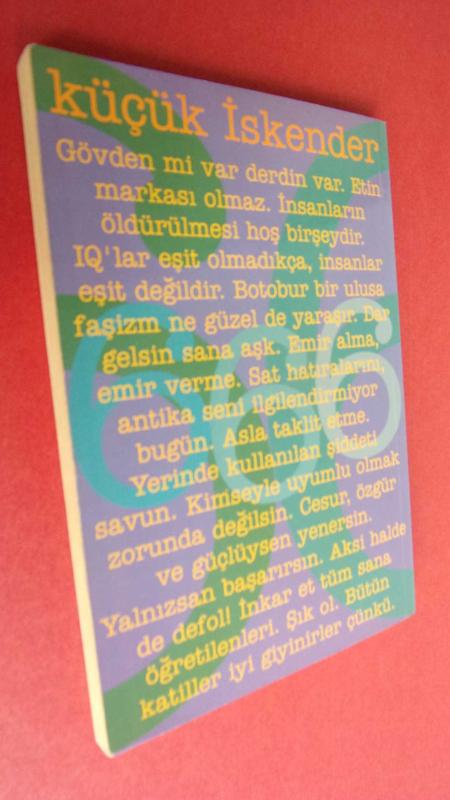 küçük İskender
Gövden mi var derdin var. Etin
markası olmaz. İnsanların
öldürülmesi hoş birşeydir.
IQ'lar eşit olmadıkça, insanlar
eşit değildir. Botobur bir ulusa
faşizm ne güzel de yaraşır. Dar
gelsin sana aşk. Emir alma,
emir verme. Sat hatıralarını,
antika seni ilgilendirmiyor
bugün. Asla taklit etme.
Yerinde kullanılan şiddeti
savun. Kimseyle uyumlu olmak
zorunda değilsin. Cesur, özgür
ve güçlüysen yenersin.
Yalnızsan başarırsın. Aksi halde
de defol! İnkar et tüm sana
öğretilenleri. Şık ol. Bütün
katiller iyi giyinirler çünkü.
666